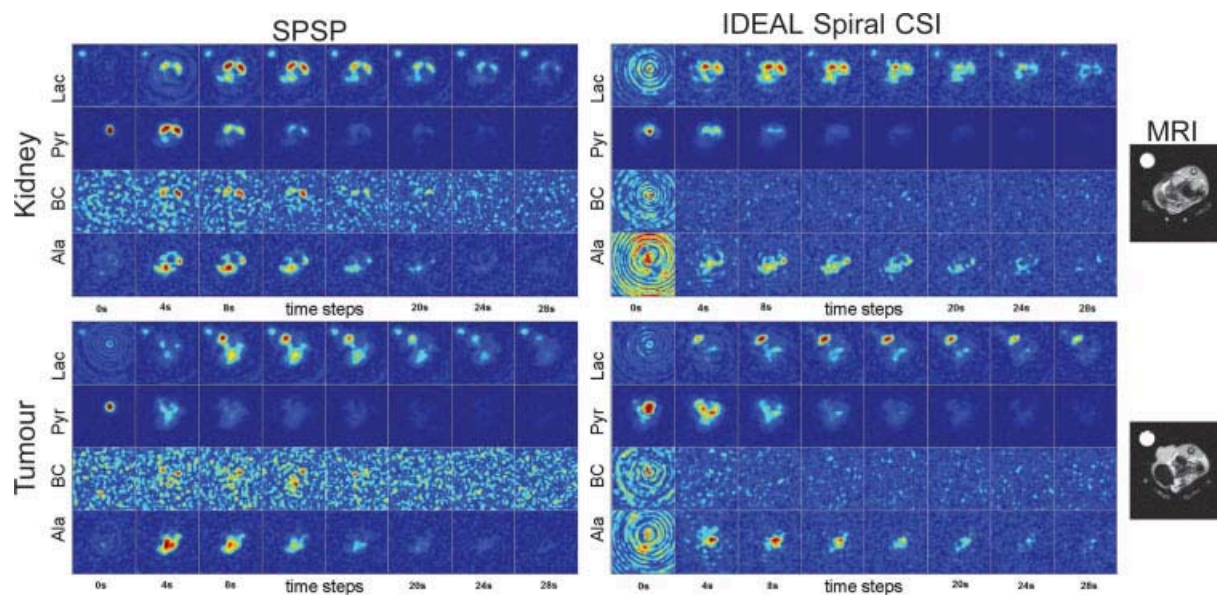 SPSP
IDEAL Spiral CSI
MRI
Kidney
Lac
Pyr
BC
Ala
0s 4s 8s time steps 20s 24s 28s
Lac
Pyr
BC
Ala
0s 4s 8s time steps 20s 24s 28s
Tumour
Lac
Pyr
BC
Ala
0s 4s 8s time steps 20s 24s 28s
Lac
Pyr
BC
Ala
0s 4s 8s time steps 20s 24s 28s